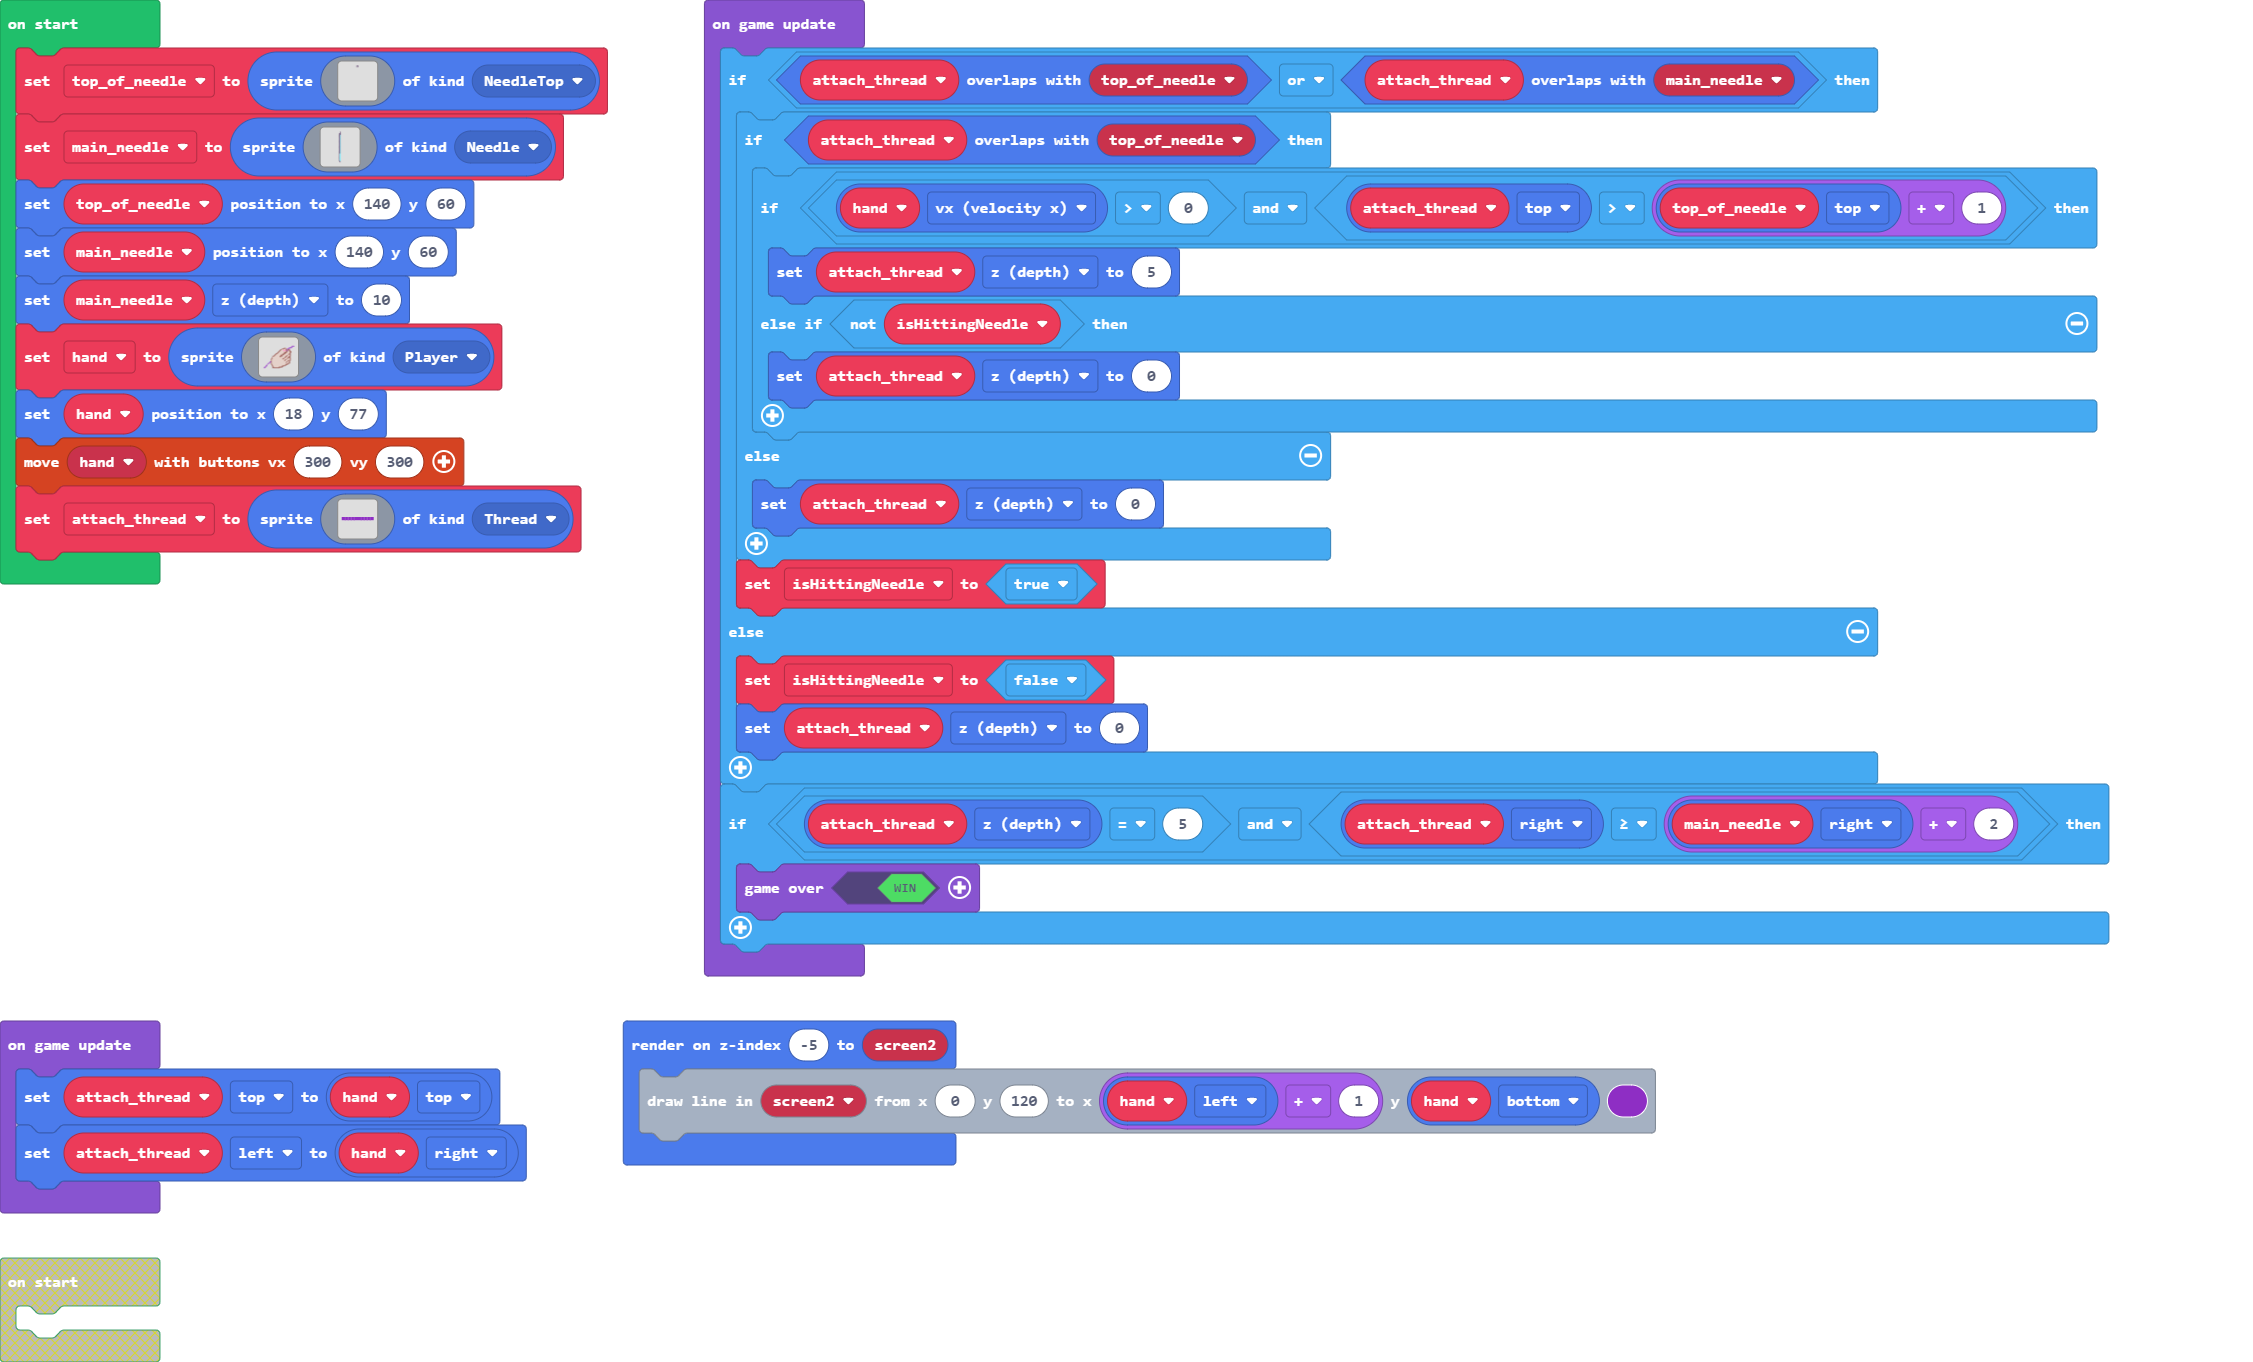 on start
set top_of_needle to sprite of kind NeedleTop
set main_needle to sprite of kind Needle
set top_of_needle position to x 140 y 60
set main_needle position to x 140 y 60
set main_needle z (depth) to 10
set hand to sprite of kind Player
set hand position to x 18 y 77
move hand with buttons vx 300 vy 300
set attach_thread to sprite of kind Thread
on game update
if attach_thread overlaps with top_of_needle or attach_thread overlaps with main_needle then
if attach_thread overlaps with top_of_needle then
if hand vx (velocity x) > 0 and attach_thread top > top_of_needle top + 1 then
set attach_thread z (depth) to 5
else if not isHittingNeedle then
set attach_thread z (depth) to 0
else
set attach_thread z (depth) to 0
set isHittingNeedle to true
else
set isHittingNeedle to false
set attach_thread z (depth) to 0
if attach_thread z (depth) = 5 and attach_thread right ≥ main_needle right + 2 then
game over WIN
on game update
set attach_thread top to hand top
set attach_thread left to hand right
render on z-index -5 to screen2
draw line in screen2 from x 0 y 120 to x hand left + 1 y hand bottom
on start